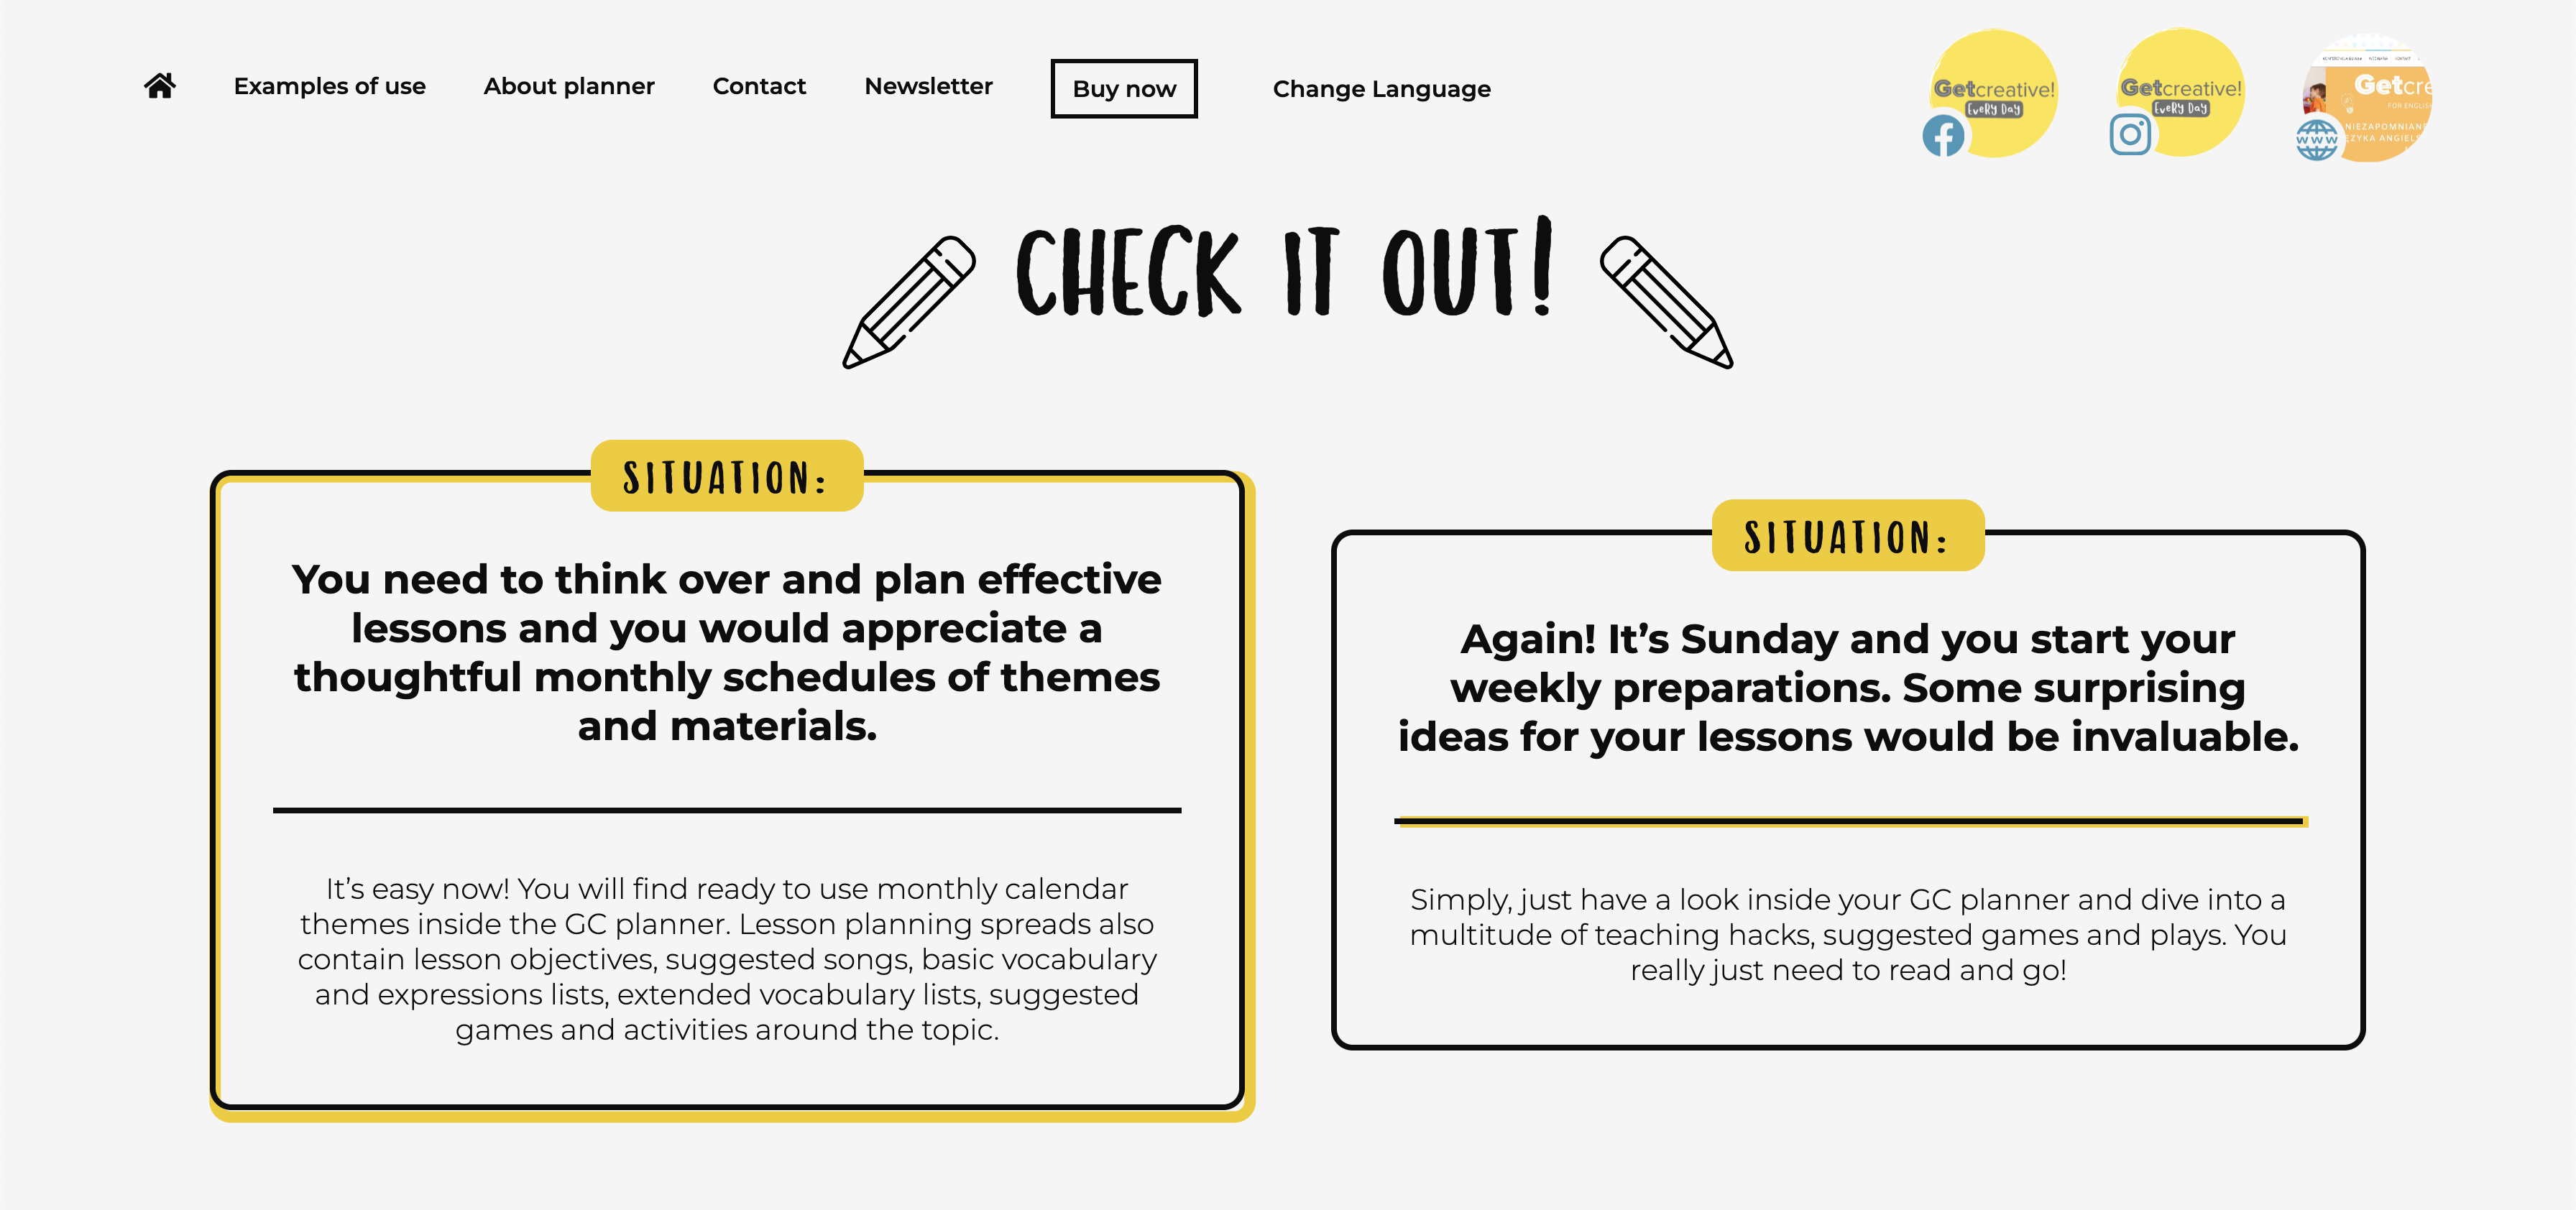 Examples of use
About planner
Contact
Newsletter
Buy now
Change Language
Getcreative!
EveRy Day
Getcreative!
EveRy Day
Getcre
FOR ENGLIS
NIEZAPOMNIAN
ĘZYKA ANGIELS
www
CHECK IT OUT!
SITUATION:
You need to think over and plan effective
lessons and you would appreciate a
thoughtful monthly schedules of themes
and materials.
It’s easy now! You will find ready to use monthly calendar
themes inside the GC planner. Lesson planning spreads also
contain lesson objectives, suggested songs, basic vocabulary
and expressions lists, extended vocabulary lists, suggested
games and activities around the topic.
SITUATION:
Again! It’s Sunday and you start your
weekly preparations. Some surprising
ideas for your lessons would be invaluable.
Simply, just have a look inside your GC planner and dive into a
multitude of teaching hacks, suggested games and plays. You
really just need to read and go!